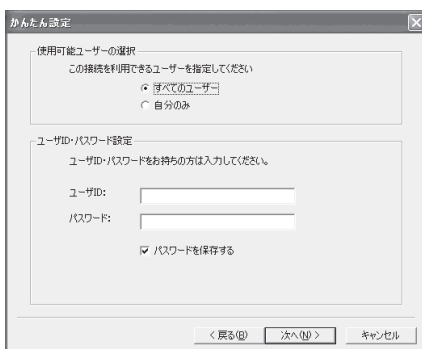 かんたん設定
使用可能ユーザーの選択
この接続を利用できるユーザーを指定してください
すべてのユーザー
自分のみ
ユーザID・パスワード設定
ユーザID・パスワードをお持ちの方は入力してください。
ユーザID:
パスワード:
パスワードを保存する
< 戻る(B) 次へ(N) > キャンセル